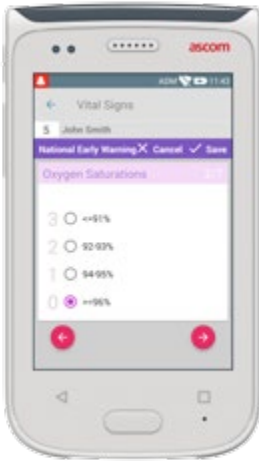 ascom
ADM 11:43
Vital Signs
5 John Smith
National Early Warning Cancel Save
Oxygen Saturations
3 <=91%
2 92-93%
1 94-95%
0 >=96%